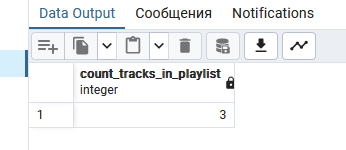 Data Output Сообщения Notifications
count_tracks_in_playlist
integer
1 3